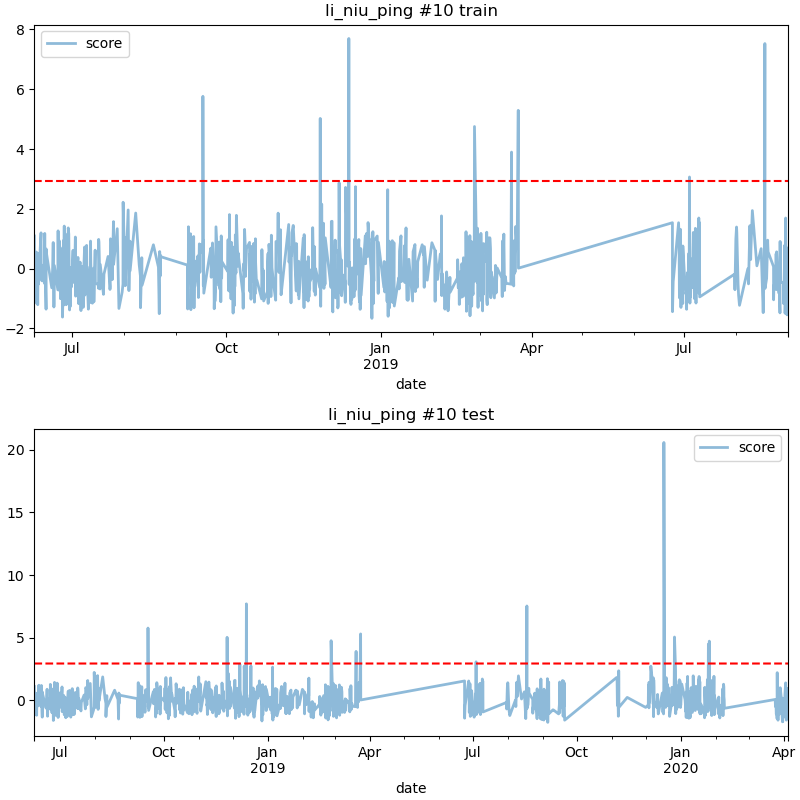 li_niu_ping #10 train
score
8
6
4
2
0
−2
Jul
Oct
Jan
2019
Apr
Jul
date
li_niu_ping #10 test
score
20
15
10
5
0
Jul
Oct
Jan
2019
Apr
Jul
Oct
Jan
2020
Apr
date